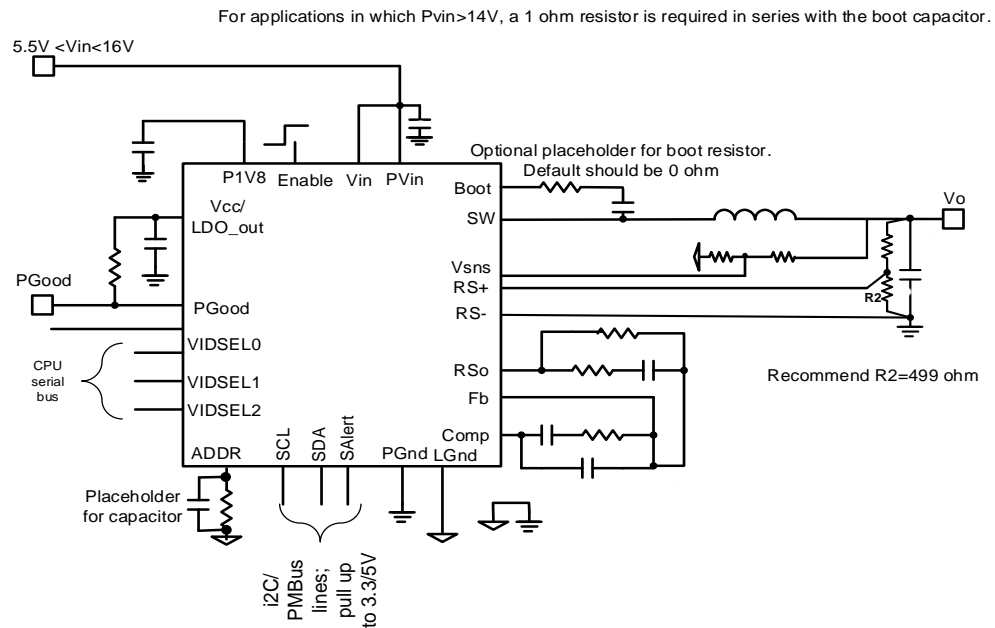 For applications in which Pvin>14V, a 1 ohm resistor is required in series with the boot capacitor.
5.5V <Vin<16V
Optional placeholder for boot resistor.
Default should be 0 ohm
P1V8
Enable
Vin
PVin
Boot
Vcc/
LDO_out
SW
Vo
Vsns
RS+
R2
PGood
PGood
RS-
VIDSEL0
CPU
serial
bus
VIDSEL1
VIDSEL2
RSo
Recommend R2=499 ohm
Fb
Comp
ADDR
SCL
SDA
SAlert
PGnd
LGnd
Placeholder
for capacitor
i2C/
PMBus
lines;
pull up
to 3.3/5V